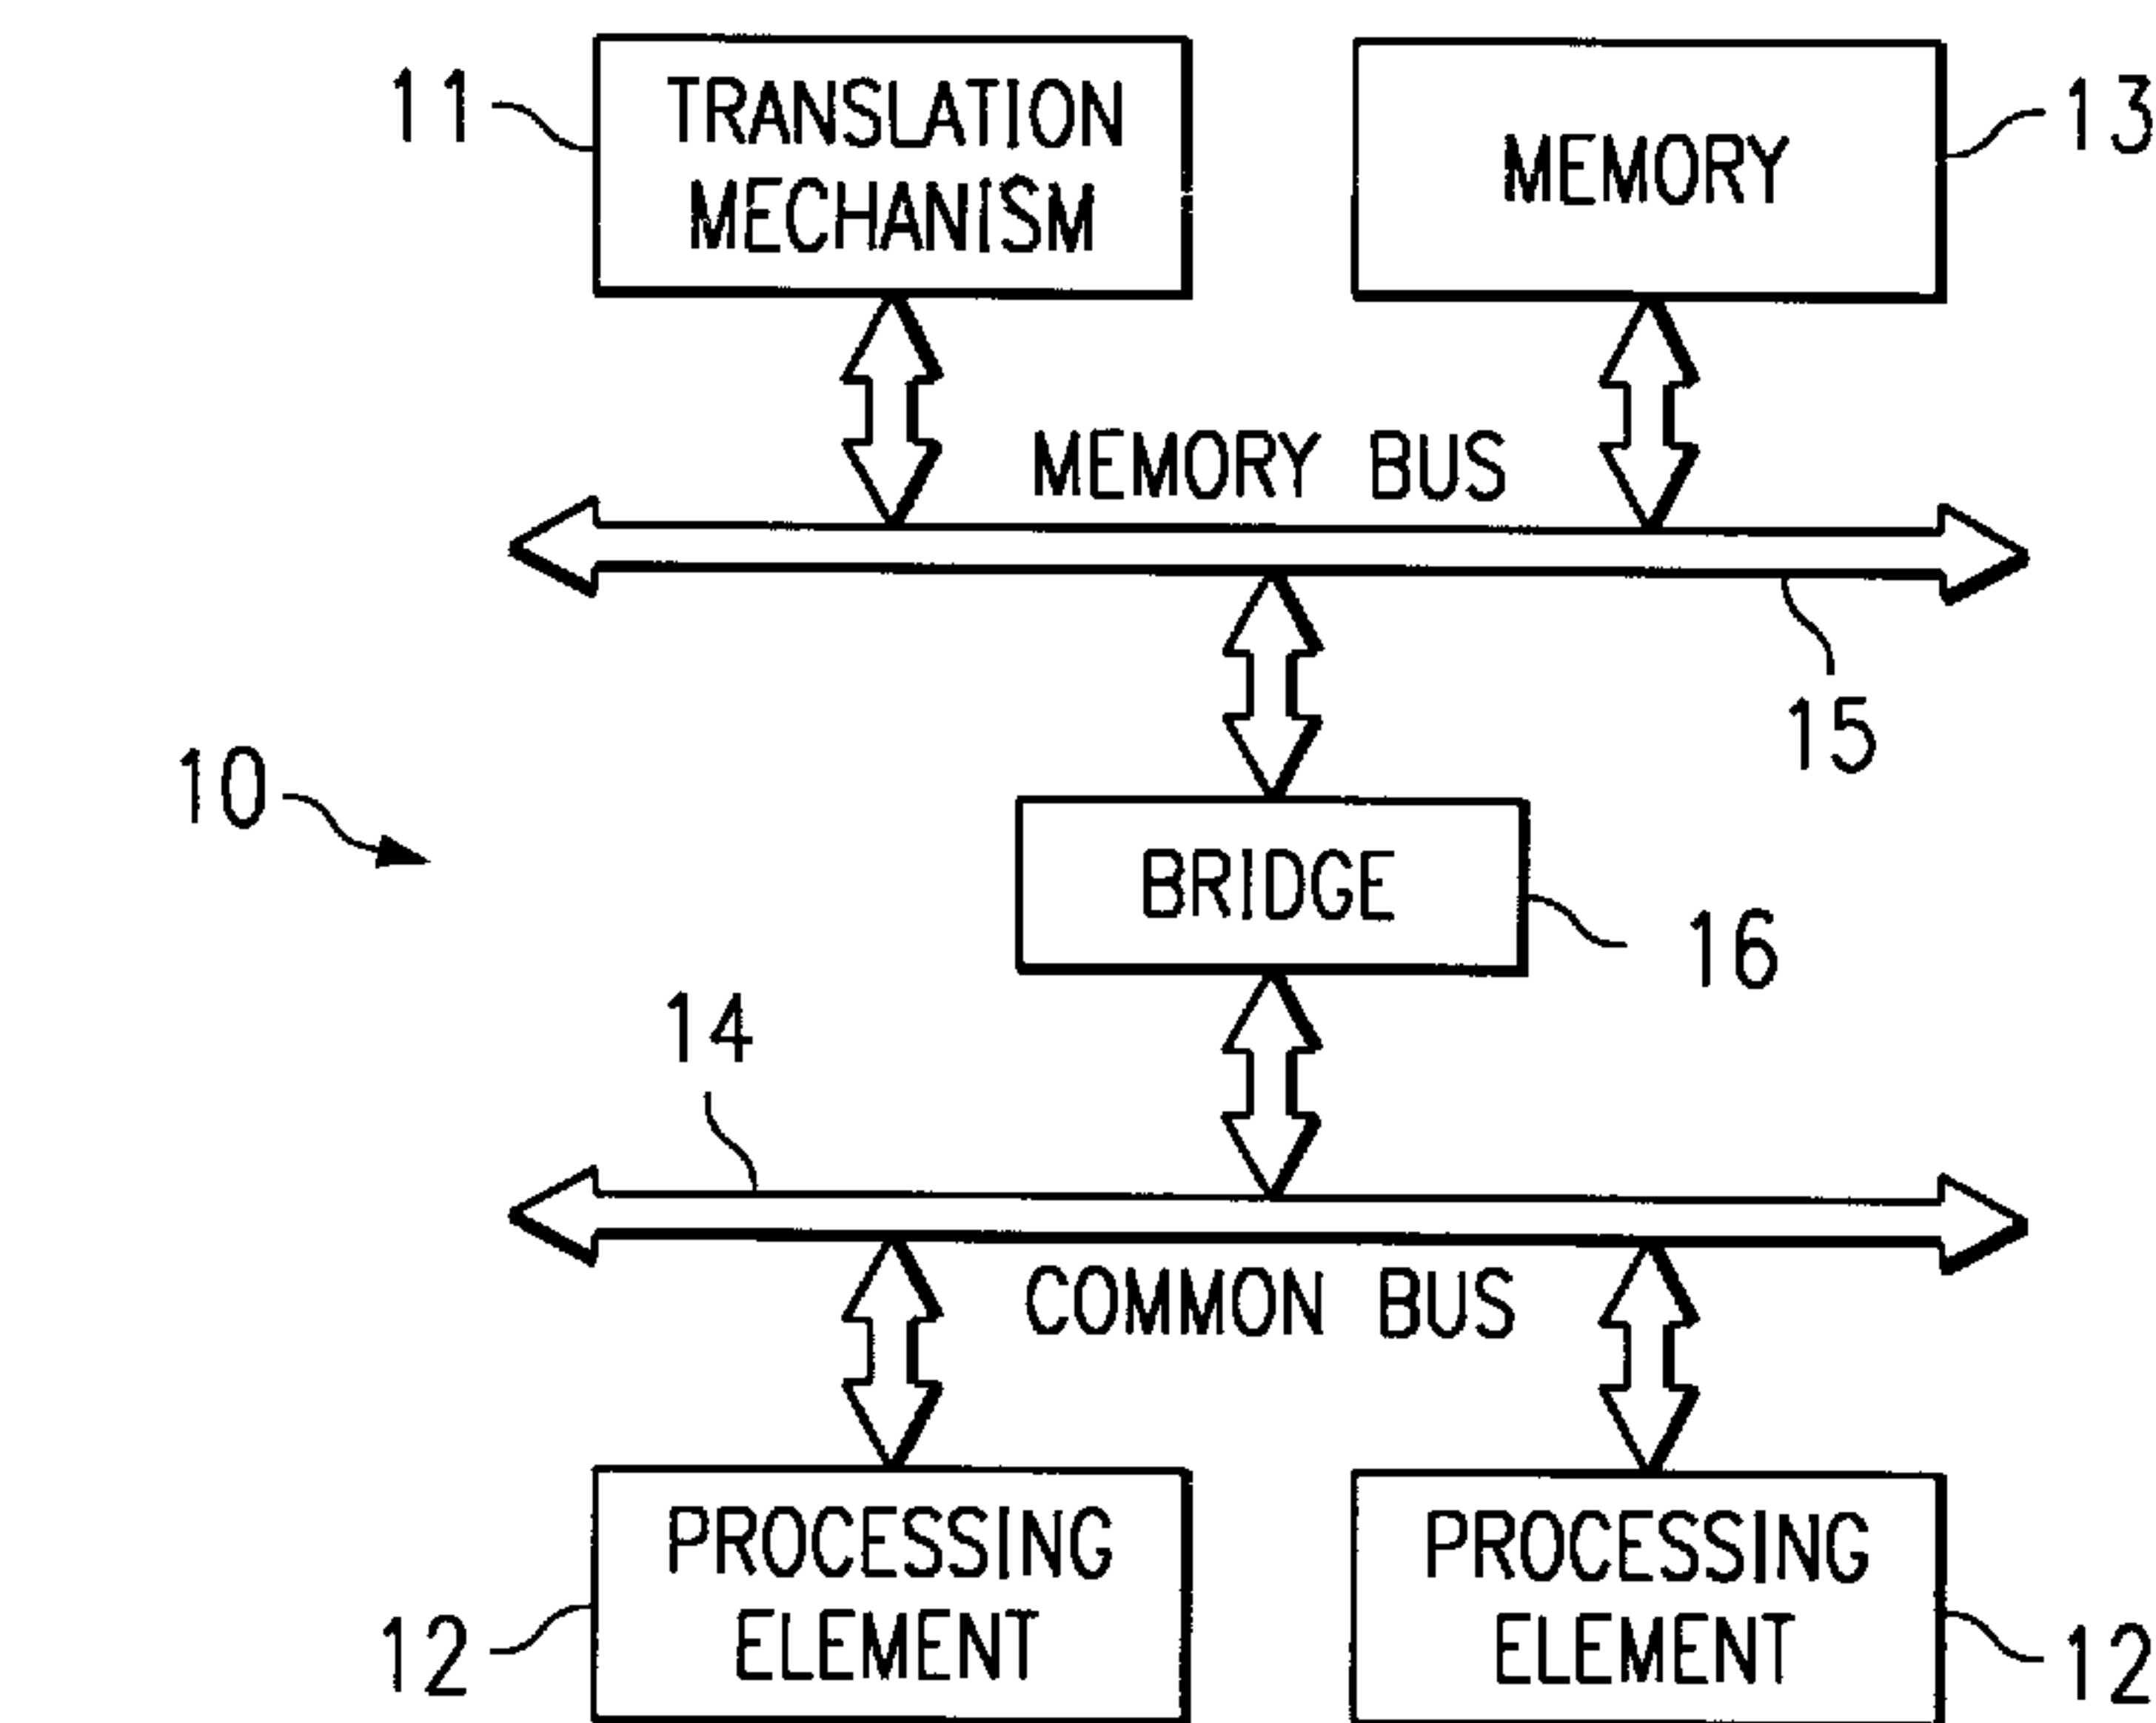 11
TRANSLATION
MECHANISM
MEMORY
13
MEMORY BUS
15
10
BRIDGE
16
14
COMMON BUS
PROCESSING
ELEMENT
12
PROCESSING
ELEMENT
12